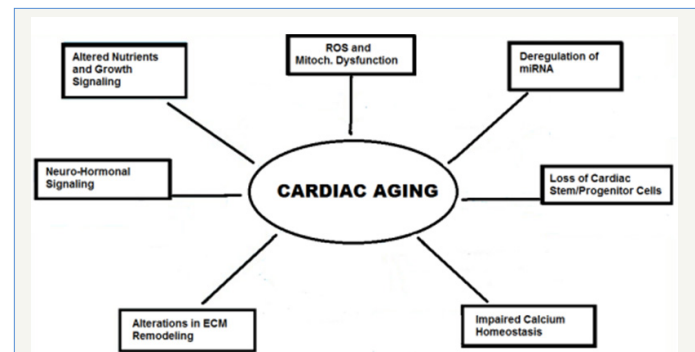 Altered Nutrients
and Growth
Signaling
ROS and
Mitoch. Dysfunction
Deregulation of
miRNA
Neuro-Hormonal
Signaling
CARDIAC AGING
Loss of Cardiac
Stem/Progenitor Cells
Alterations in ECM
Remodeling
Impaired Calcium
Homeostasis